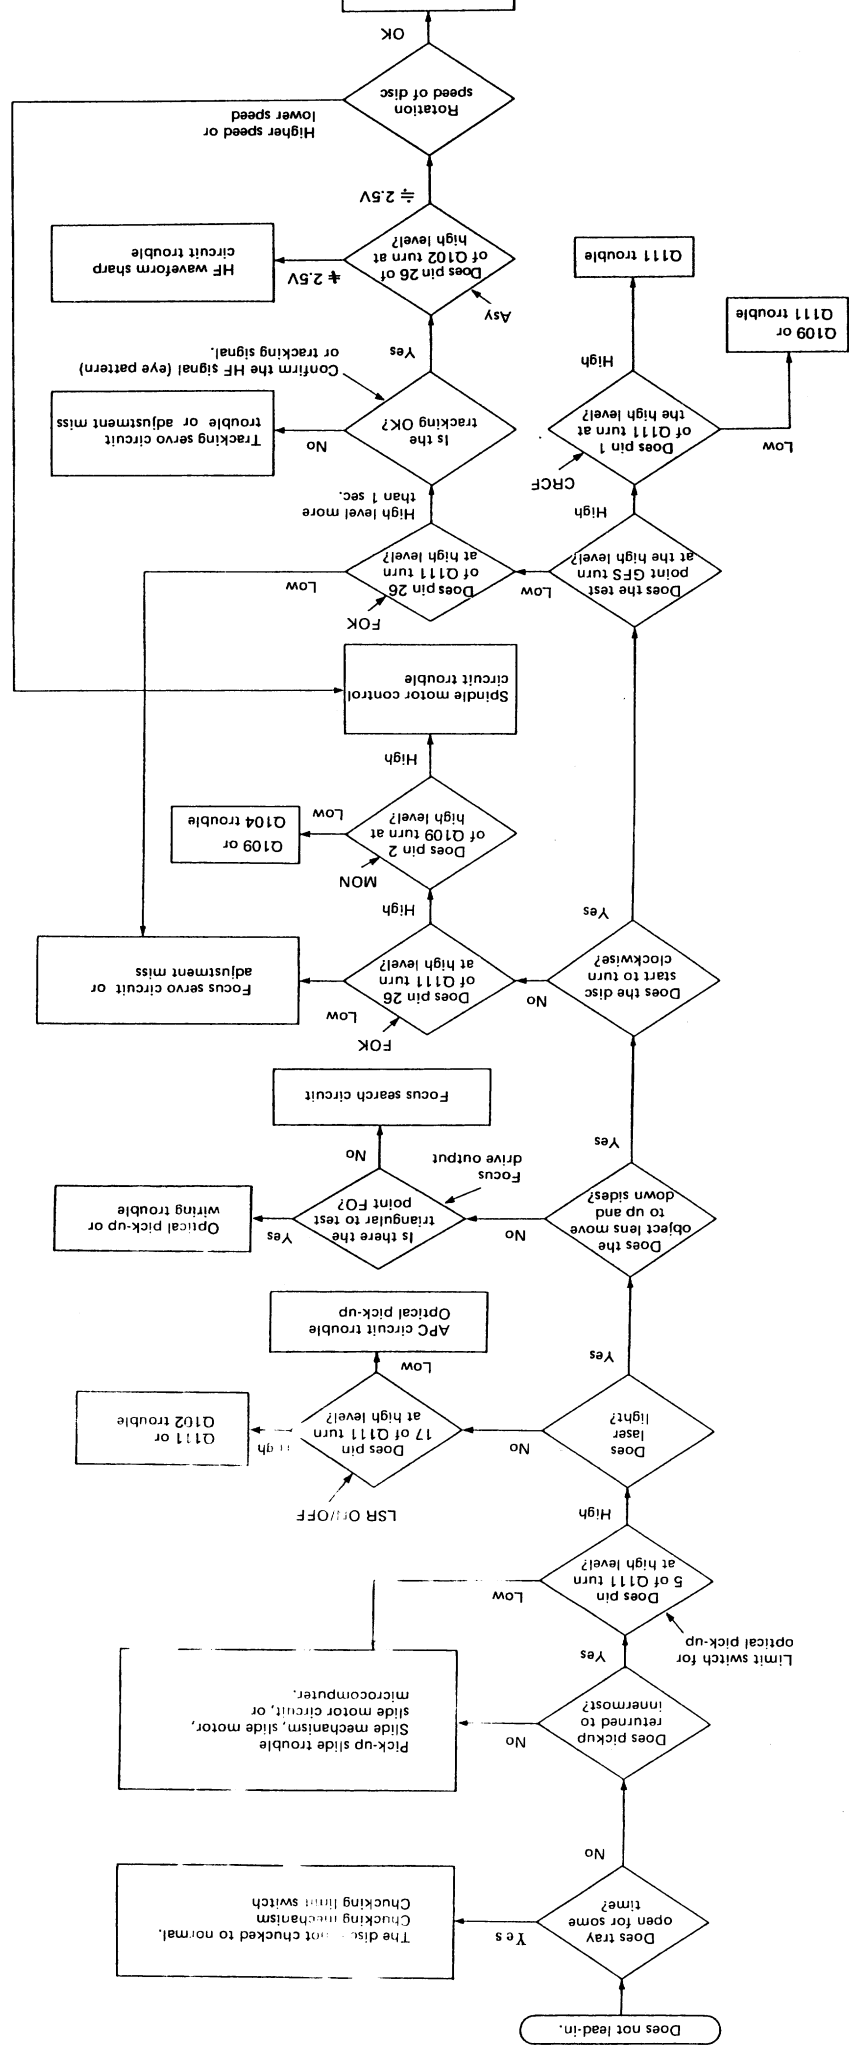 Does not lead-in.
Does tray
open for some
time?
Yes
The disc not chucked to normal.
Chucking mechanism
Chucking limit switch
No
Does pickup
returned to
innermost?
No
Pick-up slide trouble
Slide mechanism, slide motor,
slide motor circuit, or
microcomputer.
Yes
Limit switch for
optical pick-up
Does pin
5 of Q111 turn
at high level?
Low
High
Does
laser
light?
No
LSR ON/OFF
Does pin
17 of Q111 turn
at high level?
High
Q111 or
Q102 trouble
Low
APC circuit trouble
Optical pick-up
Yes
Does the
object lens move
to up and
down sides?
No
Is there the
triangular to test
point FO?
Focus
drive output
Yes
Optical pick-up or
wiring trouble
No
Focus search circuit
Yes
Does the disc
start to turn
clockwise?
No
FOK
Does pin 26
of Q111 turn
at high level?
Low
Focus servo circuit or
adjustment miss
High
MON
Does pin 2
of Q109 turn at
high level?
Low
Q109 or
Q104 trouble
High
Spindle motor control
circuit trouble
Yes
Does the test
point GFS turn
at the high level?
Low
FOK
Does pin 26
of Q111 turn
at high level?
Low
High
CRCF
Does pin 1
of Q111 turn at
the high level?
Low
Q109 or
Q111 trouble
High
Q111 trouble
High level more
than 1 sec.
Is the
tracking OK?
No
Tracking servo circuit
trouble or adjustment miss
Confirm the HF signal (eye pattern)
or tracking signal.
Yes
Asy
Does pin 26 of
of Q102 turn at
high level?
≠ 2.5V
HF waveform sharp
circuit trouble
≒ 2.5V
Rotation
speed of disc
Higher speed or
lower speed
OK